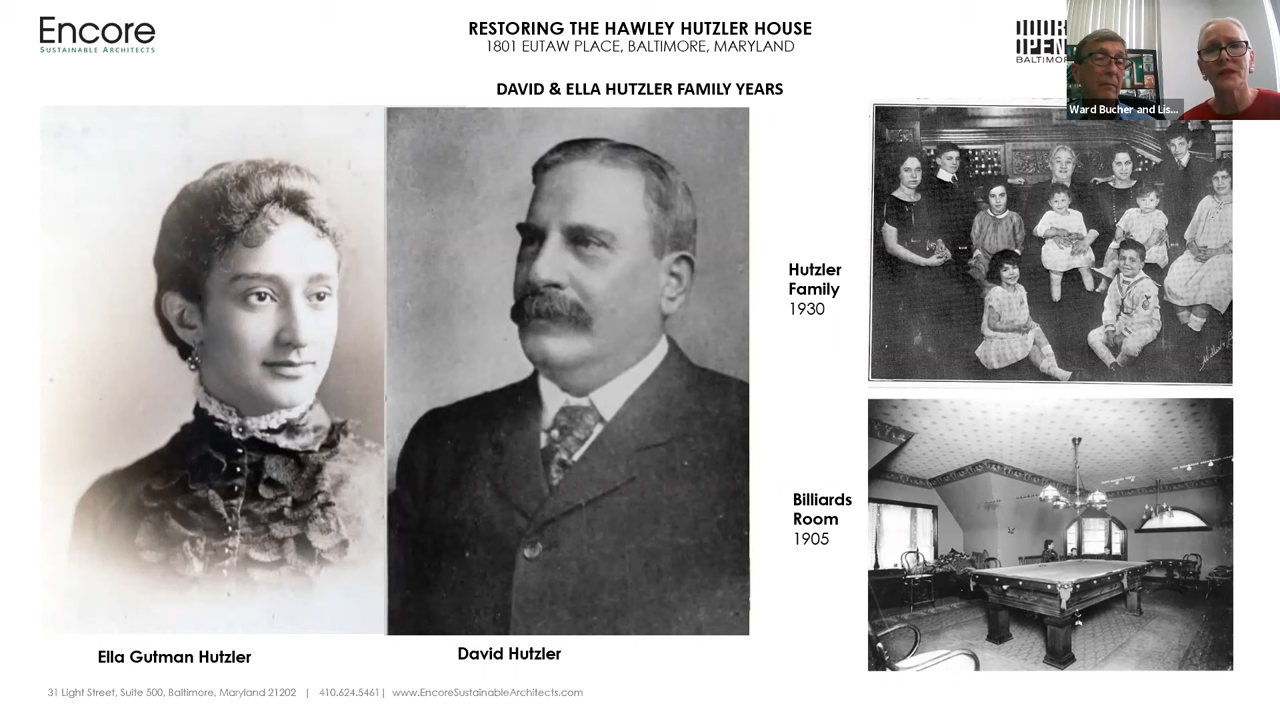 Encore
SUSTAINABLE ARCHITECTS
RESTORING THE HAWLEY HUTZLER HOUSE
1801 EUTAW PLACE, BALTIMORE, MARYLAND
OPEN
Ward Bucher and Lis...
DAVID & ELLA HUTZLER FAMILY YEARS
Hutzler
Family
1930
Billiards
Room
1905
Ella Gutman Hutzler
David Hutzler
31 Light Street, Suite 500, Baltimore, Maryland 21202 | 410.624.5461| www.EncoreSustainableArchitects.com